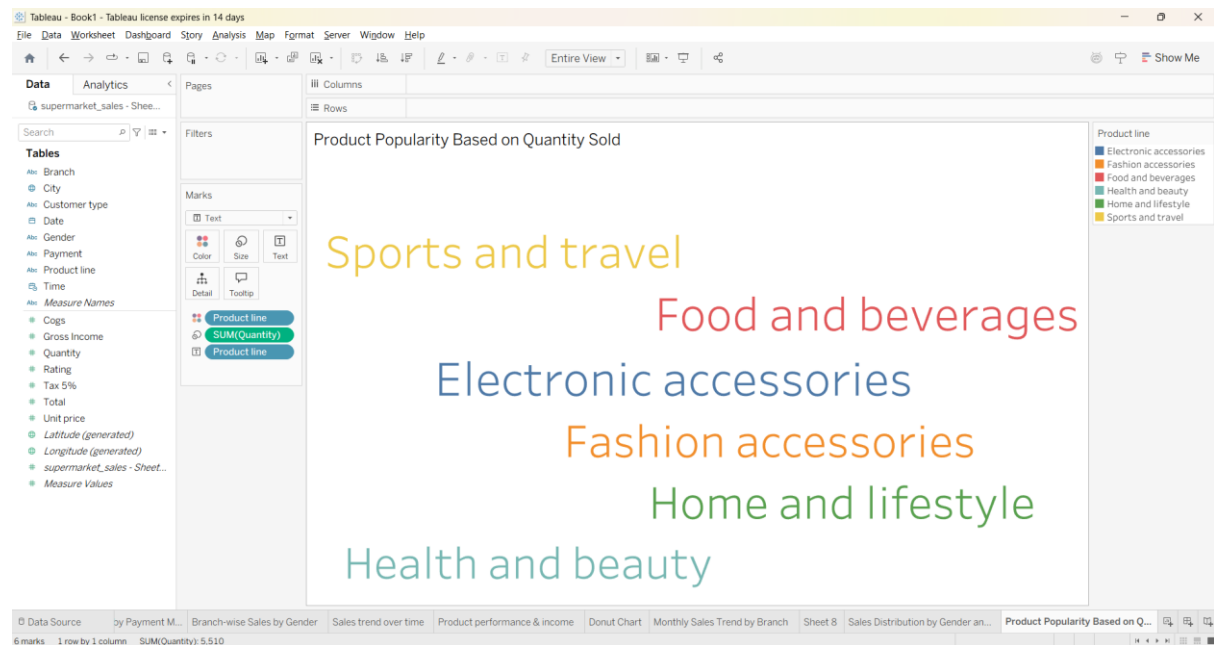 Tableau - Book1 - Tableau license expires in 14 days
File Data Worksheet Dashboard Story Analysis Map Format Server Window Help
Entire View
Show Me
Data Analytics
supermarket_sales - Shee...
Search
Tables
Abc Branch
City
Abc Customer type
Date
Abc Gender
Abc Payment
Abc Product line
Time
Abc Measure Names
Cogs
Gross Income
Quantity
Rating
Tax 5%
Total
Unit price
Latitude (generated)
Longitude (generated)
supermarket_sales - Sheet...
Measure Values
Pages
Filters
Marks
Text
Color Size Text
Detail Tooltip
Product line
SUM(Quantity)
Product line
Columns
Rows
Product Popularity Based on Quantity Sold
Sports and travel
Food and beverages
Electronic accessories
Fashion accessories
Home and lifestyle
Health and beauty
Product line
Electronic accessories
Fashion accessories
Food and beverages
Health and beauty
Home and lifestyle
Sports and travel
Data Source by Payment M... Branch-wise Sales by Gender Sales trend over time Product performance & income Donut Chart Monthly Sales Trend by Branch Sheet 8 Sales Distribution by Gender an... Product Popularity Based on Q...
6 marks 1 row by 1 column SUM(Quantity): 5,510